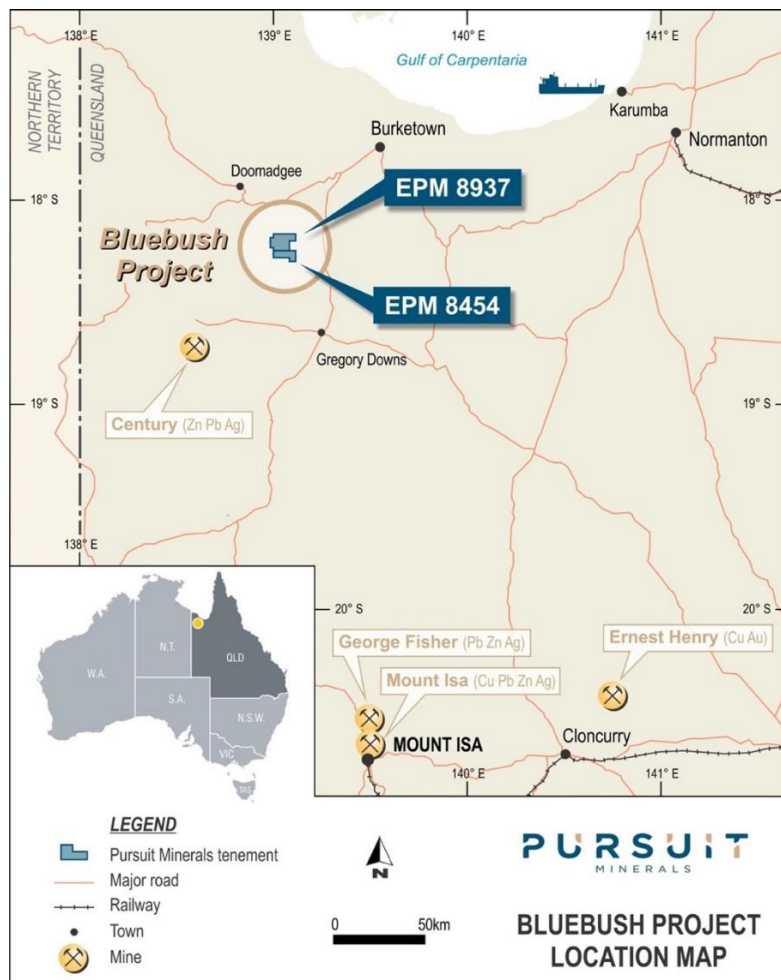 138° E
139° E
140° E
141° E
Gulf of Carpentaria
NORTHERN
TERRITORY
QUEENSLAND
Karumba
Burketown
Normanton
Doomadgee
EPM 8937
18° S
18° S
Bluebush
Project
EPM 8454
Gregory Downs
19° S
19° S
Century (Zn Pb Ag)
138° E
20° S
20° S
George Fisher (Pb Zn Ag)
Ernest Henry (Cu Au)
Mount Isa (Cu Pb Zn Ag)
MOUNT ISA
Cloncurry
140° E
141° E
W.A.
N.T.
QLD
S.A.
N.S.W.
VIC
TAS
LEGEND
Pursuit Minerals tenement
Major road
Railway
Town
Mine
N
0 50km
PURSUIT
MINERALS
BLUEBUSH PROJECT
LOCATION MAP